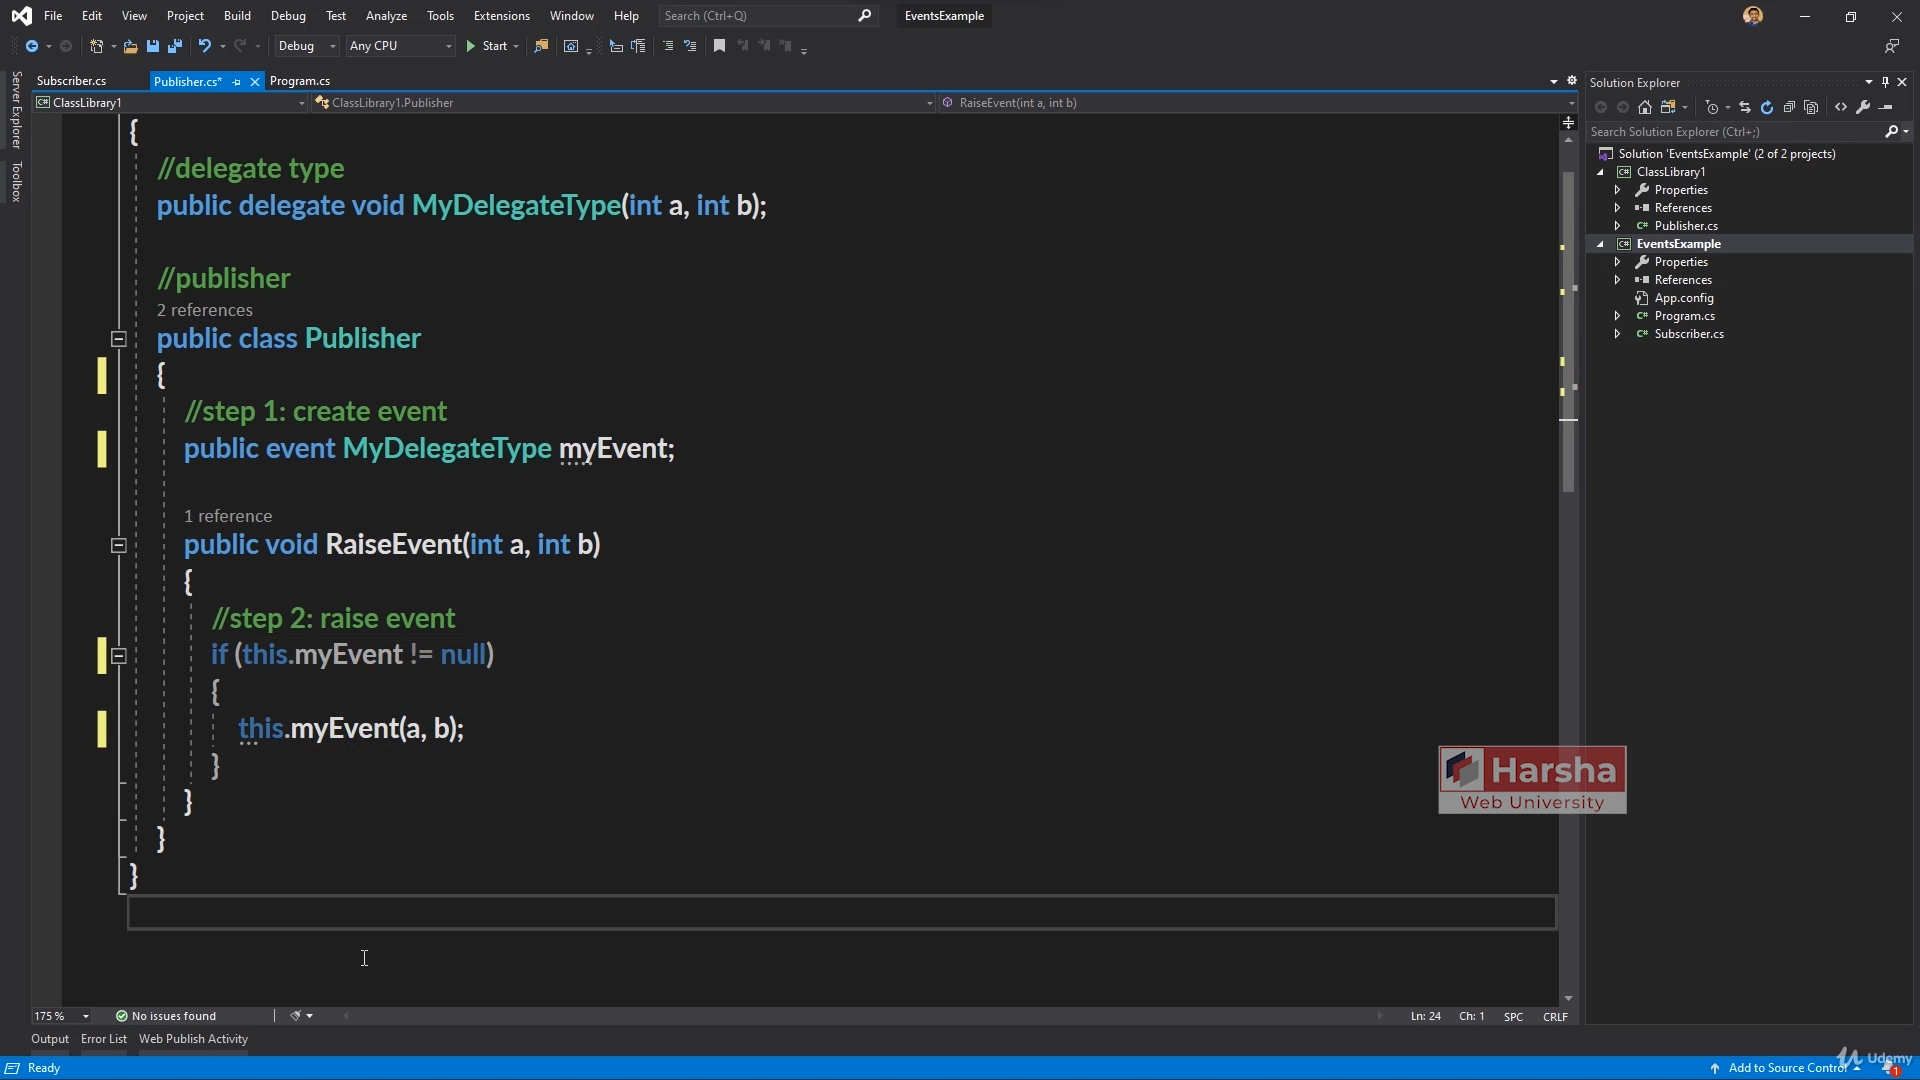 File Edit View Project Build Debug Test Analyze Tools Extensions Window Help Search (Ctrl+Q) EventsExample
Debug Any CPU Start
Server Explorer
Toolbox
Subscriber.cs Publisher.cs* Program.cs
ClassLibrary1 ClassLibrary1.Publisher RaiseEvent(int a, int b)
{
//delegate type
public delegate void MyDelegateType(int a, int b);
//publisher
2 references
public class Publisher
{
//step 1: create event
public event MyDelegateType myEvent;
1 reference
public void RaiseEvent(int a, int b)
{
//step 2: raise event
if (this.myEvent != null)
{
this.myEvent(a, b);
}
}
}
}
175 % No issues found Ln: 24 Ch: 1 SPC CRLF
Output Error List Web Publish Activity
Ready Add to Source Control 1
Solution Explorer
Search Solution Explorer (Ctrl+;)
Solution 'EventsExample' (2 of 2 projects)
C# ClassLibrary1
Properties
References
C# Publisher.cs
C# EventsExample
Properties
References
App.config
C# Program.cs
C# Subscriber.cs
Harsha
Web University
Udemy